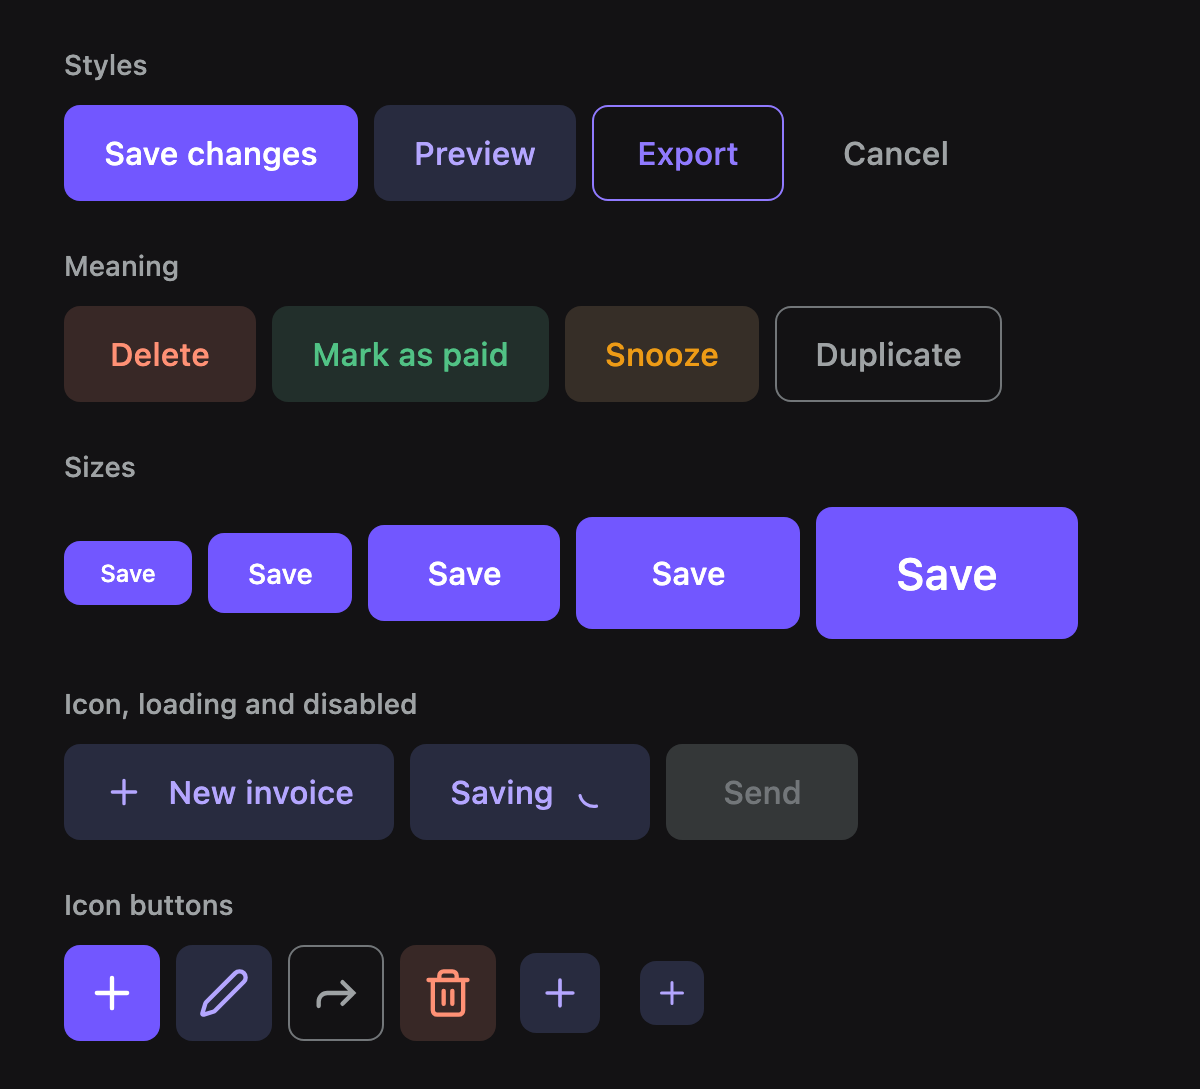 Styles
Save changes Preview Export Cancel
Meaning
Delete Mark as paid Snooze Duplicate
Sizes
Save Save Save Save Save
Icon, loading and disabled
New invoice Saving Send
Icon buttons